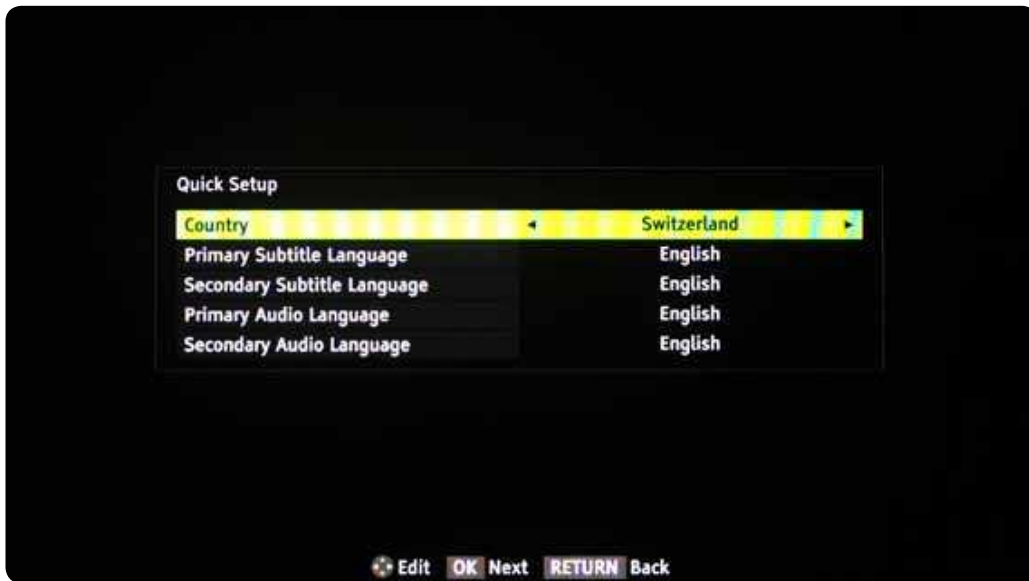 Quick Setup
Country Switzerland
Primary Subtitle Language English
Secondary Subtitle Language English
Primary Audio Language English
Secondary Audio Language English
Edit OK Next RETURN Back